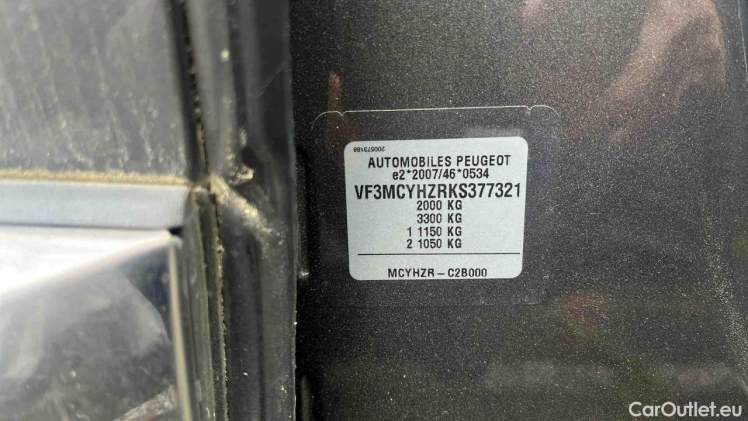 200573188
AUTOMOBILES PEUGEOT
e2*2007/46*0534
VF3MCYHZRKS377321
2000 KG
3300 KG
1 1150 KG
2 1050 KG
MCYHZR – C2B000
CarOutlet.eu